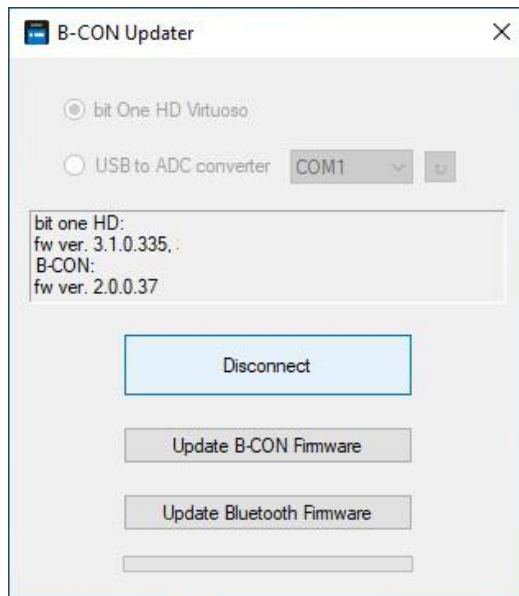 B-CON Updater
bit One HD Virtuoso
USB to ADC converter COM1
bit one HD:
fw ver. 3.1.0.335,
B-CON:
fw ver. 2.0.0.37
Disconnect
Update B-CON Firmware
Update Bluetooth Firmware